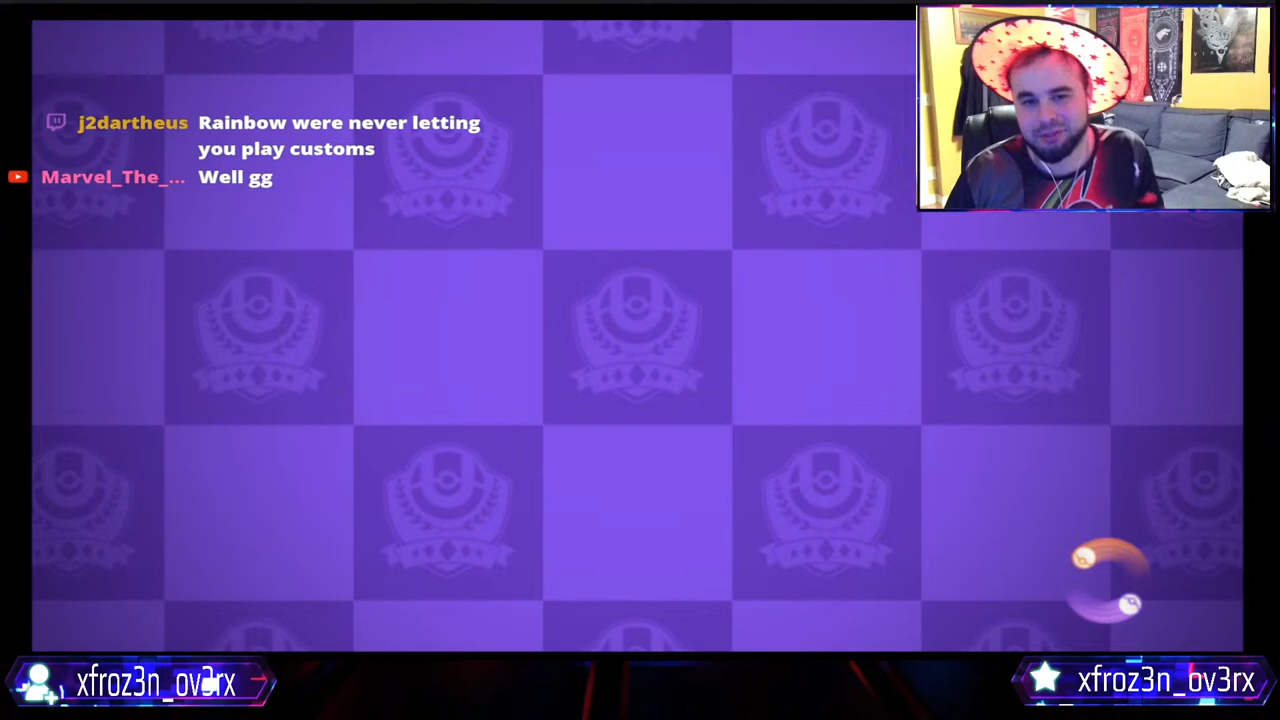 j2dartheus Rainbow were never letting
you play customs
Marvel_The_... Well gg
xfroz3n_ov3rx
xfroz3n_ov3rx